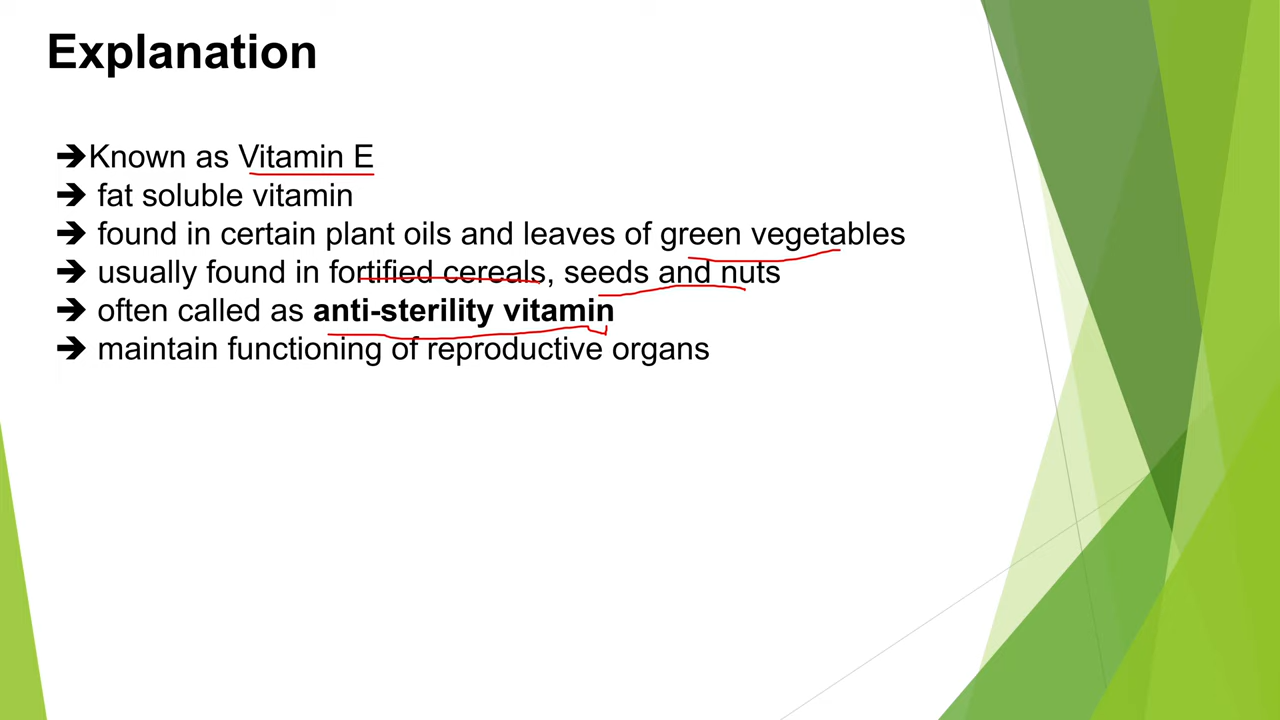 Explanation
➔Known as Vitamin E
➔ fat soluble vitamin
➔ found in certain plant oils and leaves of green vegetables
➔ usually found in fortified cereals, seeds and nuts
➔ often called as anti-sterility vitamin
➔ maintain functioning of reproductive organs